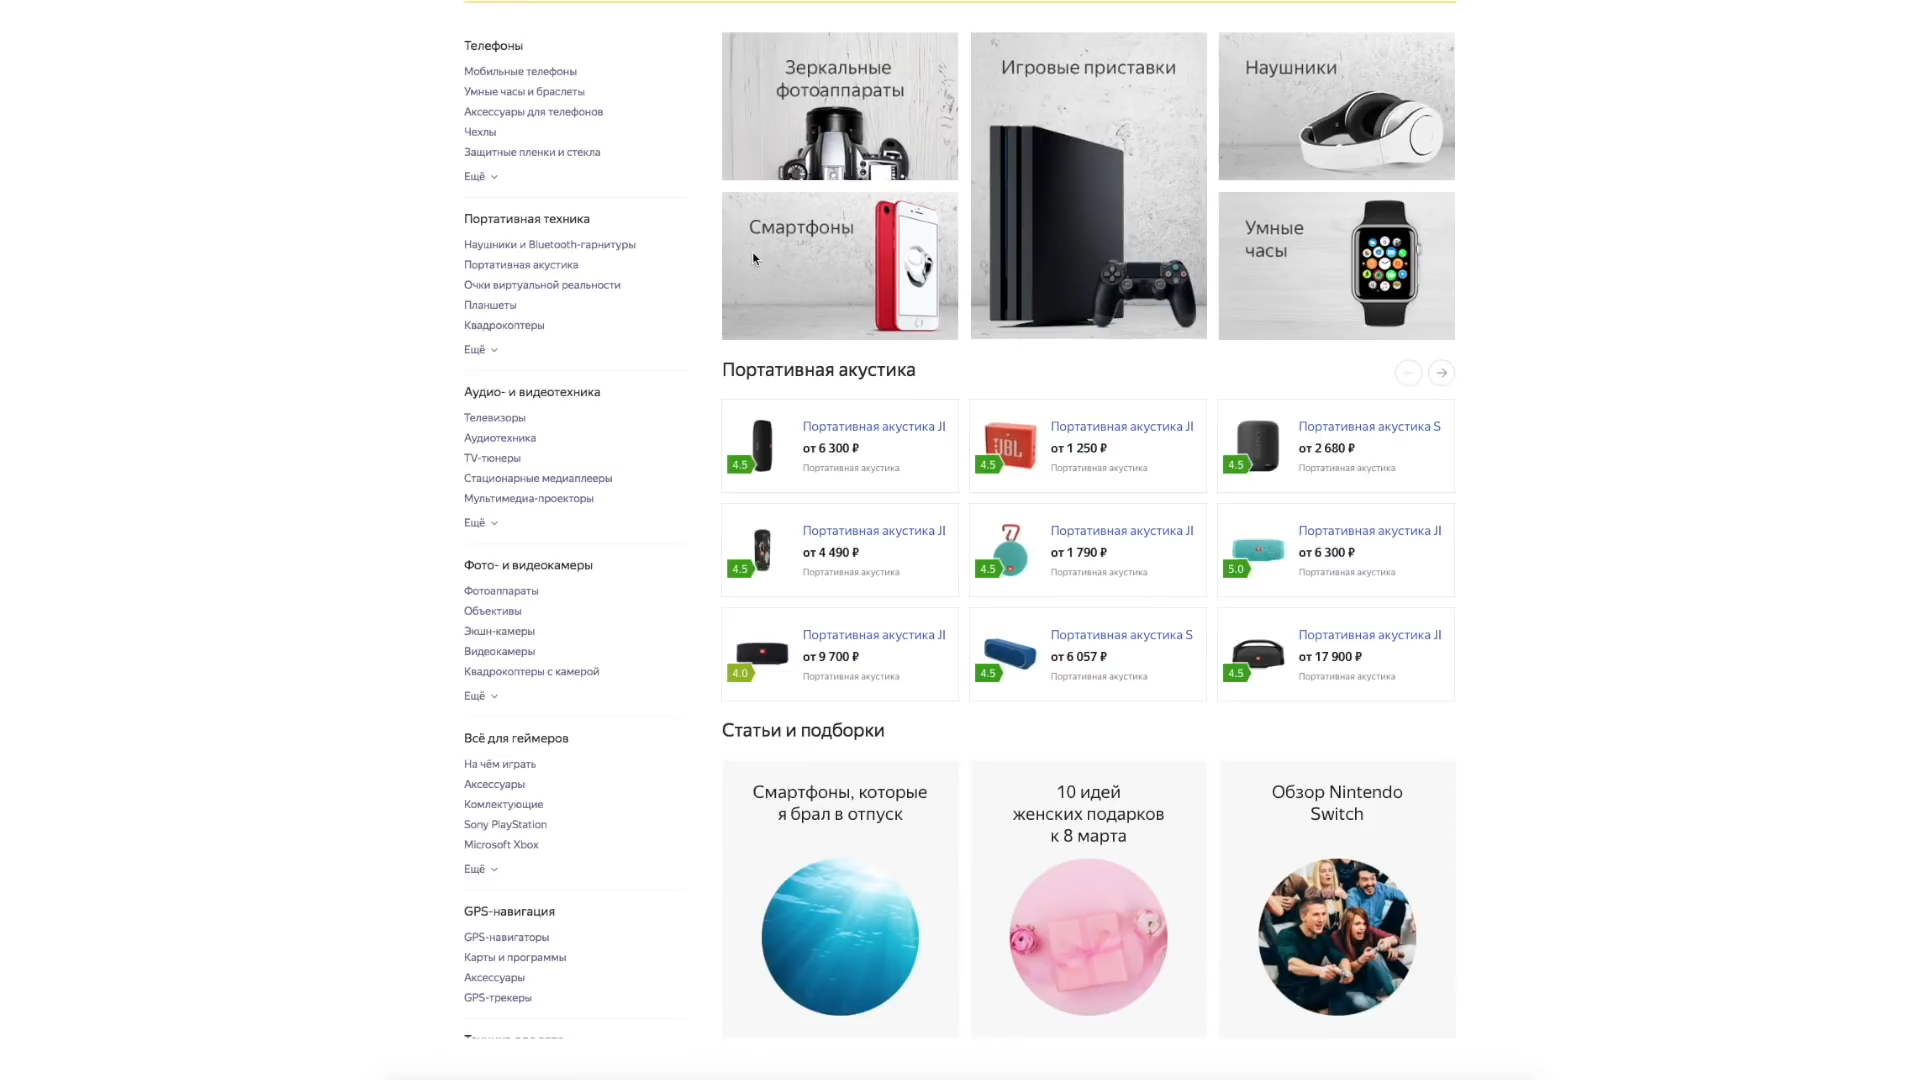 Телефоны
Мобильные телефоны
Умные часы и браслеты
Аксессуары для телефонов
Чехлы
Защитные пленки и стекла
Ещё
Портативная техника
Наушники и Bluetooth-гарнитуры
Портативная акустика
Очки виртуальной реальности
Планшеты
Квадрокоптеры
Ещё
Аудио- и видеотехника
Телевизоры
Аудиотехника
TV-тюнеры
Стационарные медиаплееры
Мультимедиа-проекторы
Ещё
Фото- и видеокамеры
Фотоаппараты
Объективы
Экшн-камеры
Видеокамеры
Квадрокоптеры с камерой
Ещё
Всё для геймеров
На чём играть
Аксессуары
Комлектующие
Sony PlayStation
Microsoft Xbox
Ещё
GPS-навигация
GPS-навигаторы
Карты и программы
Аксессуары
GPS-трекеры
Зеркальные
фотоаппараты
Игровые приставки
Наушники
Смартфоны
Умные
часы
Портативная акустика
Портативная акустика JI
от 6 300 ₽
Портативная акустика
4.5
Портативная акустика JI
от 1 250 ₽
Портативная акустика
JBL
4.5
Портативная акустика S
от 2 680 ₽
Портативная акустика
4.5
Портативная акустика JI
от 4 490 ₽
Портативная акустика
4.5
Портативная акустика JI
от 1 790 ₽
Портативная акустика
4.5
Портативная акустика JI
от 6 300 ₽
Портативная акустика
5.0
Портативная акустика JI
от 9 700 ₽
Портативная акустика
4.0
Портативная акустика S
от 6 057 ₽
Портативная акустика
4.5
Портативная акустика JI
от 17 900 ₽
Портативная акустика
4.5
Статьи и подборки
Смартфоны, которые
я брал в отпуск
10 идей
женских подарков
к 8 марта
Обзор Nintendo
Switch